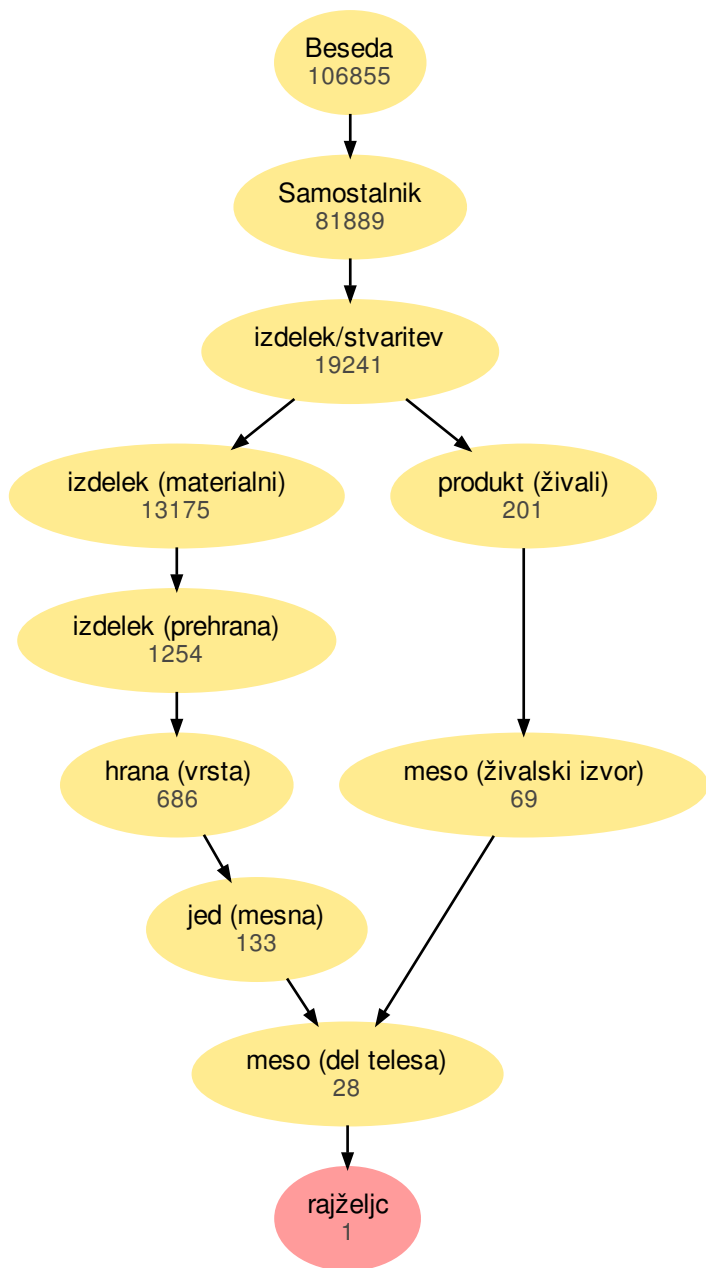 Beseda
106855
Samostalnik
81889
izdelek/stvaritev
19241
izdelek (materialni)
13175
produkt (živali)
201
izdelek (prehrana)
1254
hrana (vrsta)
686
meso (živalski izvor)
69
jed (mesna)
133
meso (del telesa)
28
rajželjc
1